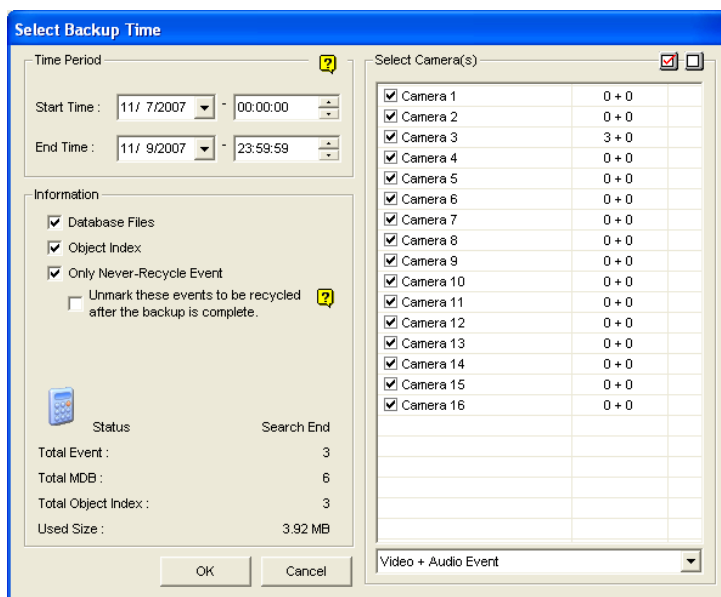 Select Backup Time
Time Period
?
Start Time : 11/ 7/2007 - 00:00:00
End Time : 11/ 9/2007 - 23:59:59
Information
Database Files
Object Index
Only Never-Recycle Event
Unmark these events to be recycled
after the backup is complete.
?
Status Search End
Total Event : 3
Total MDB : 6
Total Object Index : 3
Used Size : 3.92 MB
OK Cancel
Select Camera(s)
Camera 1 0 + 0
Camera 2 0 + 0
Camera 3 3 + 0
Camera 4 0 + 0
Camera 5 0 + 0
Camera 6 0 + 0
Camera 7 0 + 0
Camera 8 0 + 0
Camera 9 0 + 0
Camera 10 0 + 0
Camera 11 0 + 0
Camera 12 0 + 0
Camera 13 0 + 0
Camera 14 0 + 0
Camera 15 0 + 0
Camera 16 0 + 0
Video + Audio Event